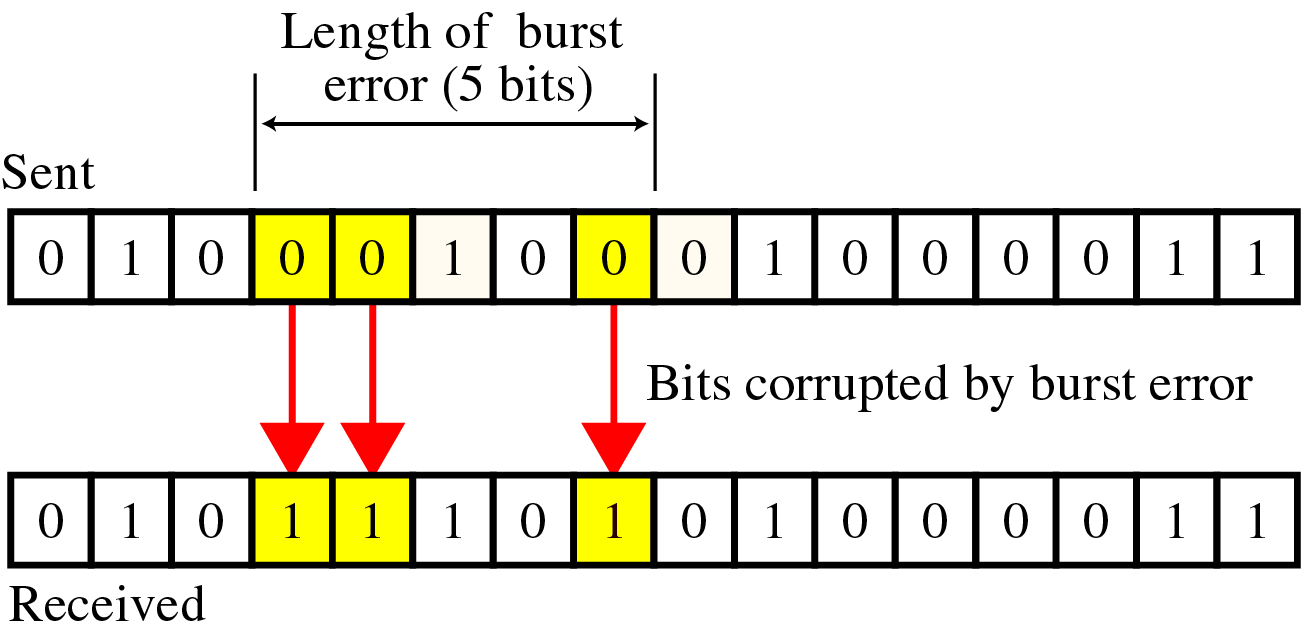 Length of burst
error (5 bits)
Sent
0 1 0 0 0 1 0 0 0 1 0 0 0 0 1 1
Bits corrupted by burst error
0 1 0 1 1 1 0 1 0 1 0 0 0 0 1 1
Received